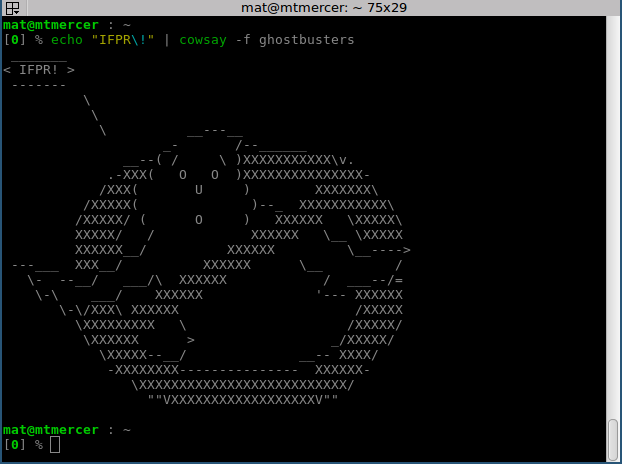 mat@mtmercer: ~ 75x29
mat@mtmercer : ~
[0] % echo "IFPR\!" | cowsay -f ghostbusters
 _______
< IFPR! >
 -------
          \
           \
            \          __---__
                    _-       /--______
               __--( /     \ )XXXXXXXXXXX\v.
             .-XXX(   O   O  )XXXXXXXXXXXXXXX-
            /XXX(       U     )        XXXXXXX\
          /XXXXX(              )--_  XXXXXXXXXXX\
         /XXXXX/ (      O     )   XXXXXX   \XXXXX\
         XXXXX/   /            XXXXXX   \__ \XXXXX
         XXXXXX__/          XXXXXX         \__---->
 ---___  XXX__/          XXXXXX      \__         /
   \-  --__/   ___/\  XXXXXX            /  ___--/=
    \-\    ___/    XXXXXX              '--- XXXXXX
       \-\/XXX\ XXXXXX                      /XXXXX
         \XXXXXXXXX   \                    /XXXXX/
          \XXXXXX      >                 _/XXXXX/
            \XXXXX--__/              __-- XXXX/
             -XXXXXXXX---------------  XXXXXX-
                \XXXXXXXXXXXXXXXXXXXXXXXXXX/
                  ""VXXXXXXXXXXXXXXXXXXV""
mat@mtmercer : ~
[0] %